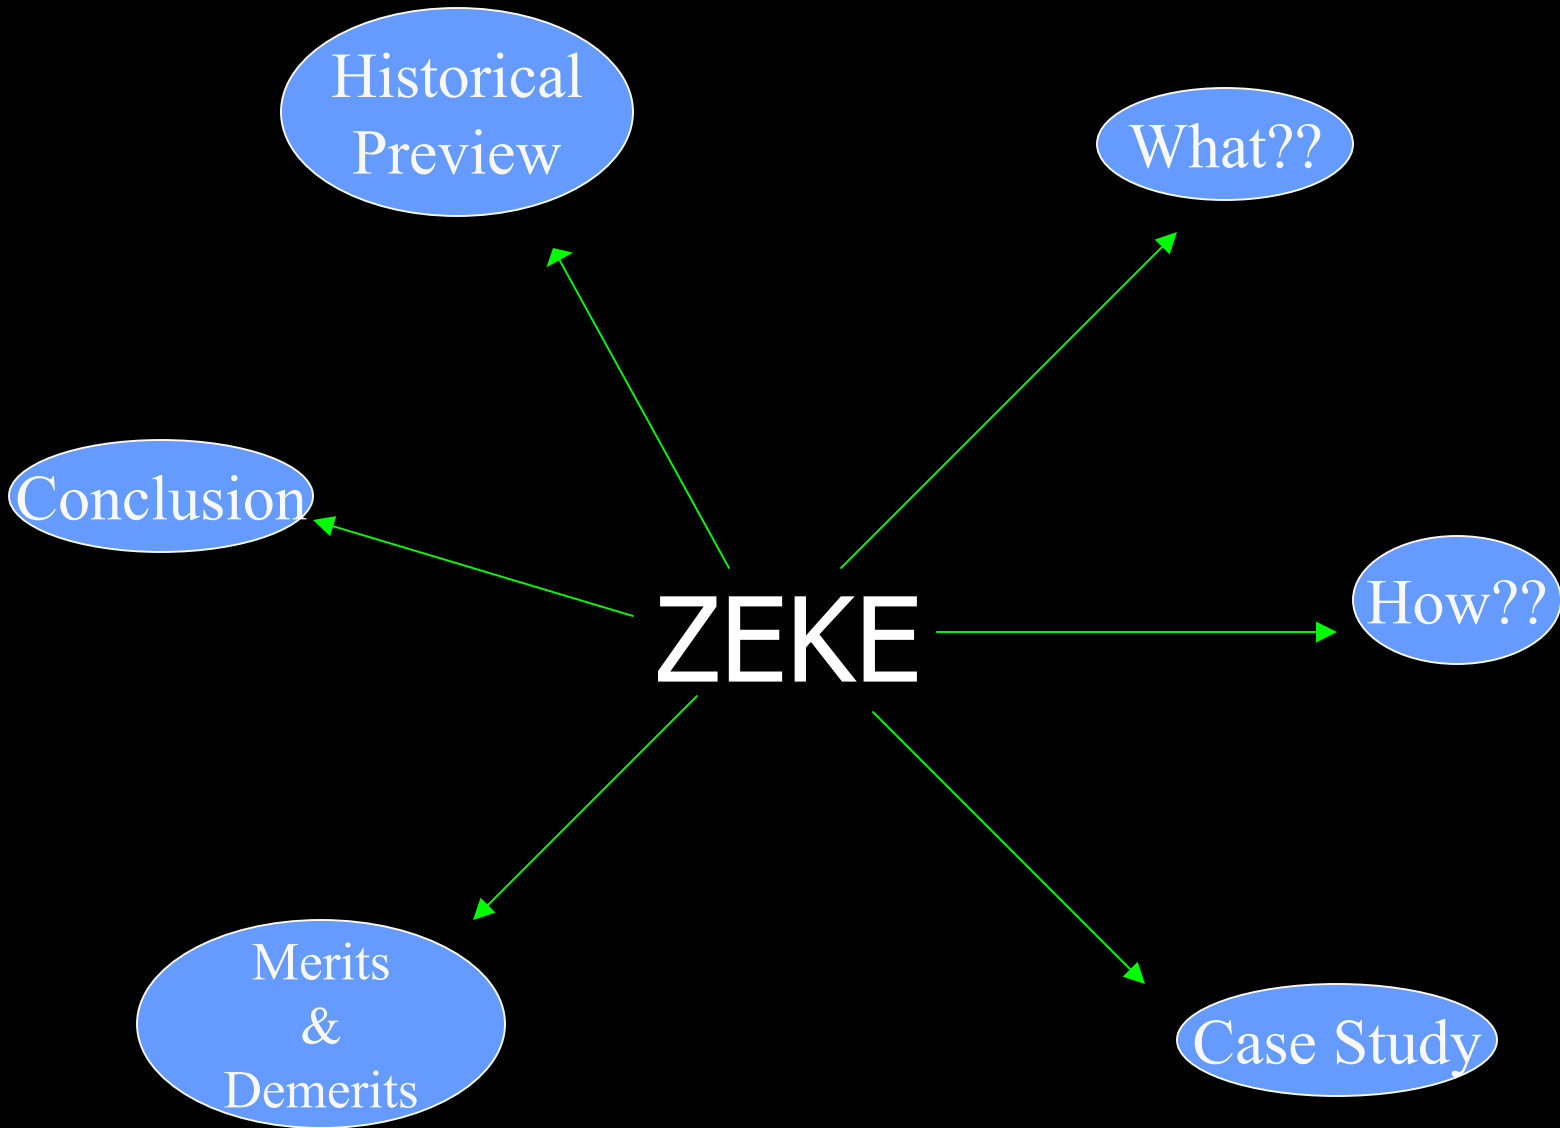 Historical
Preview
What??
Conclusion
How??
ZEKE
Merits
&
Demerits
Case Study